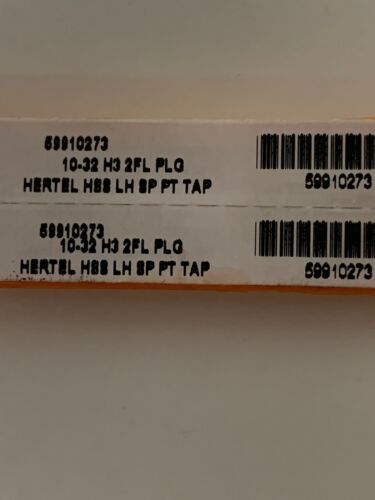 59910273
10-32 H3 2FL PLG
HERTEL HSS LH SP PT TAP
59910273
59910273
10-32 H3 2FL PLG
HERTEL HSS LH SP PT TAP
59910273